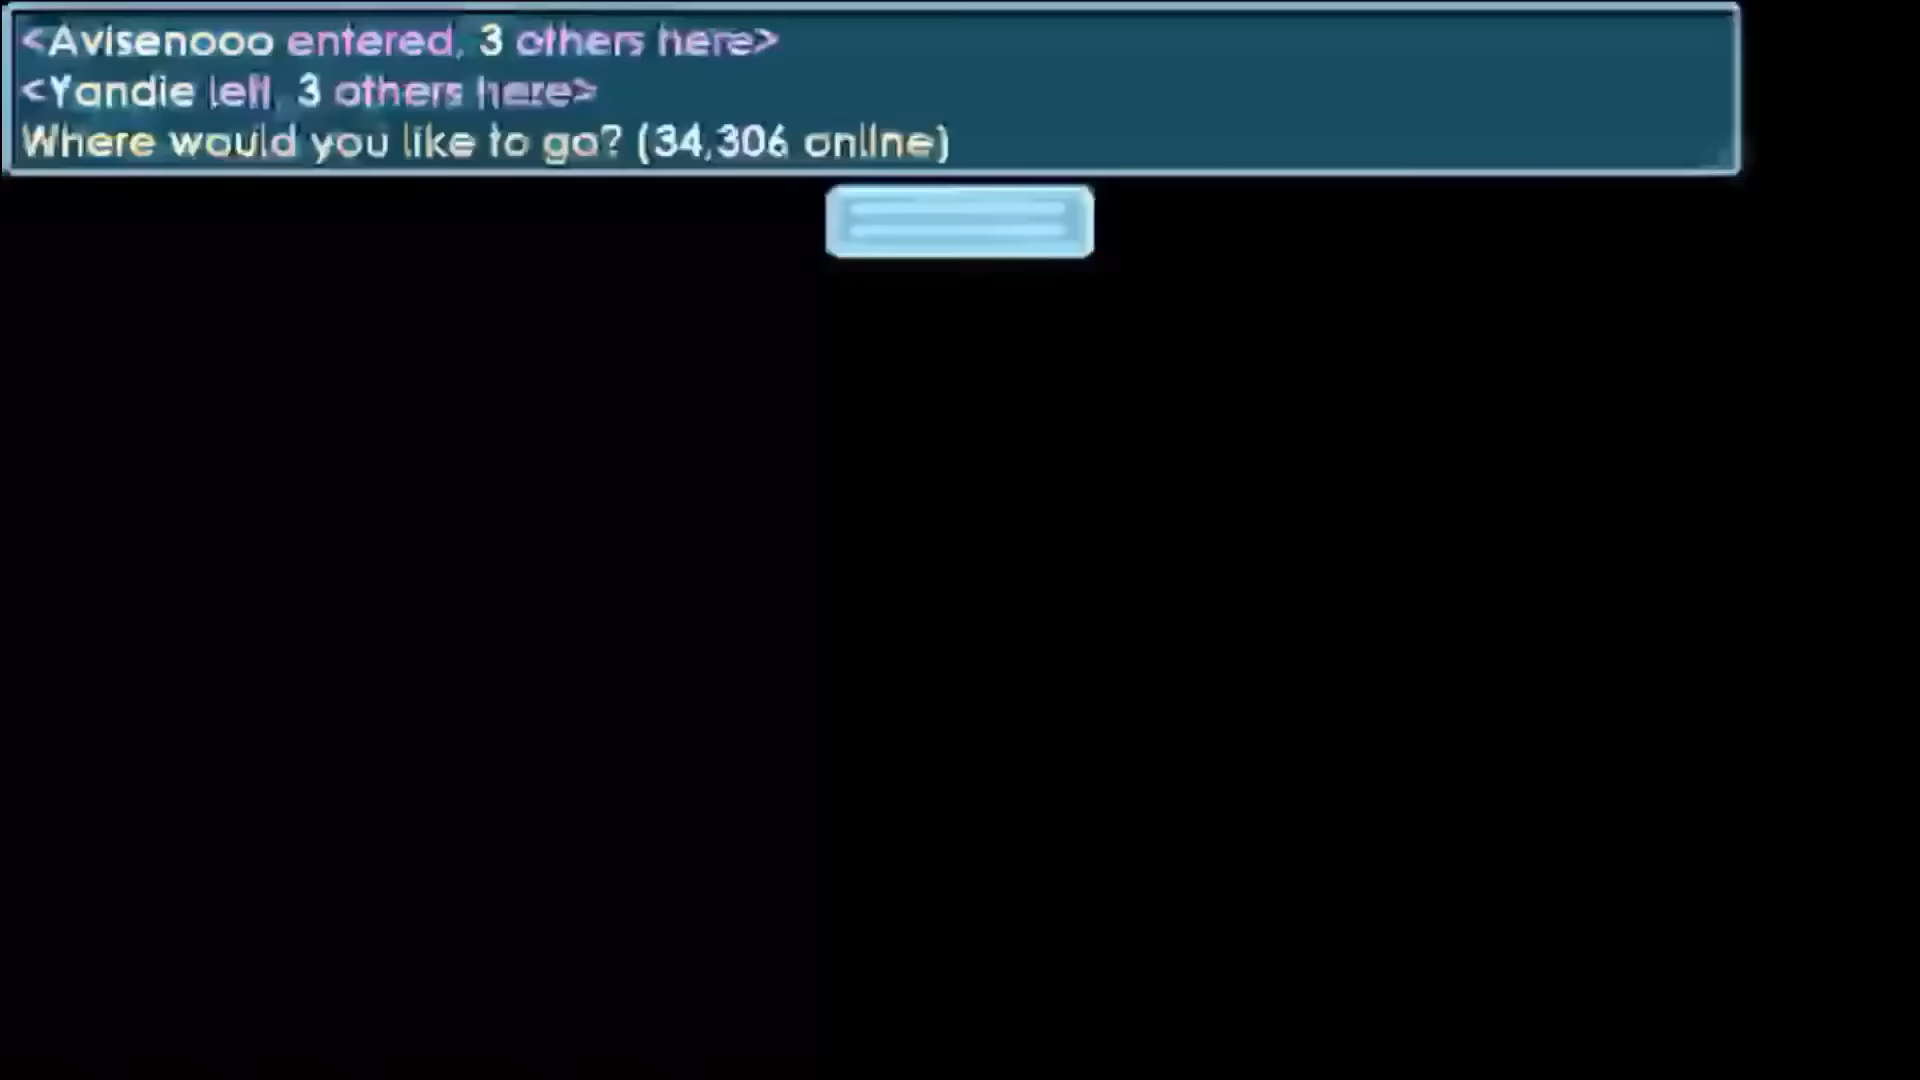 <Avisenooo entered, 3 others here>
<Yandie left, 3 others here>
Where would you like to go? (34,306 online)